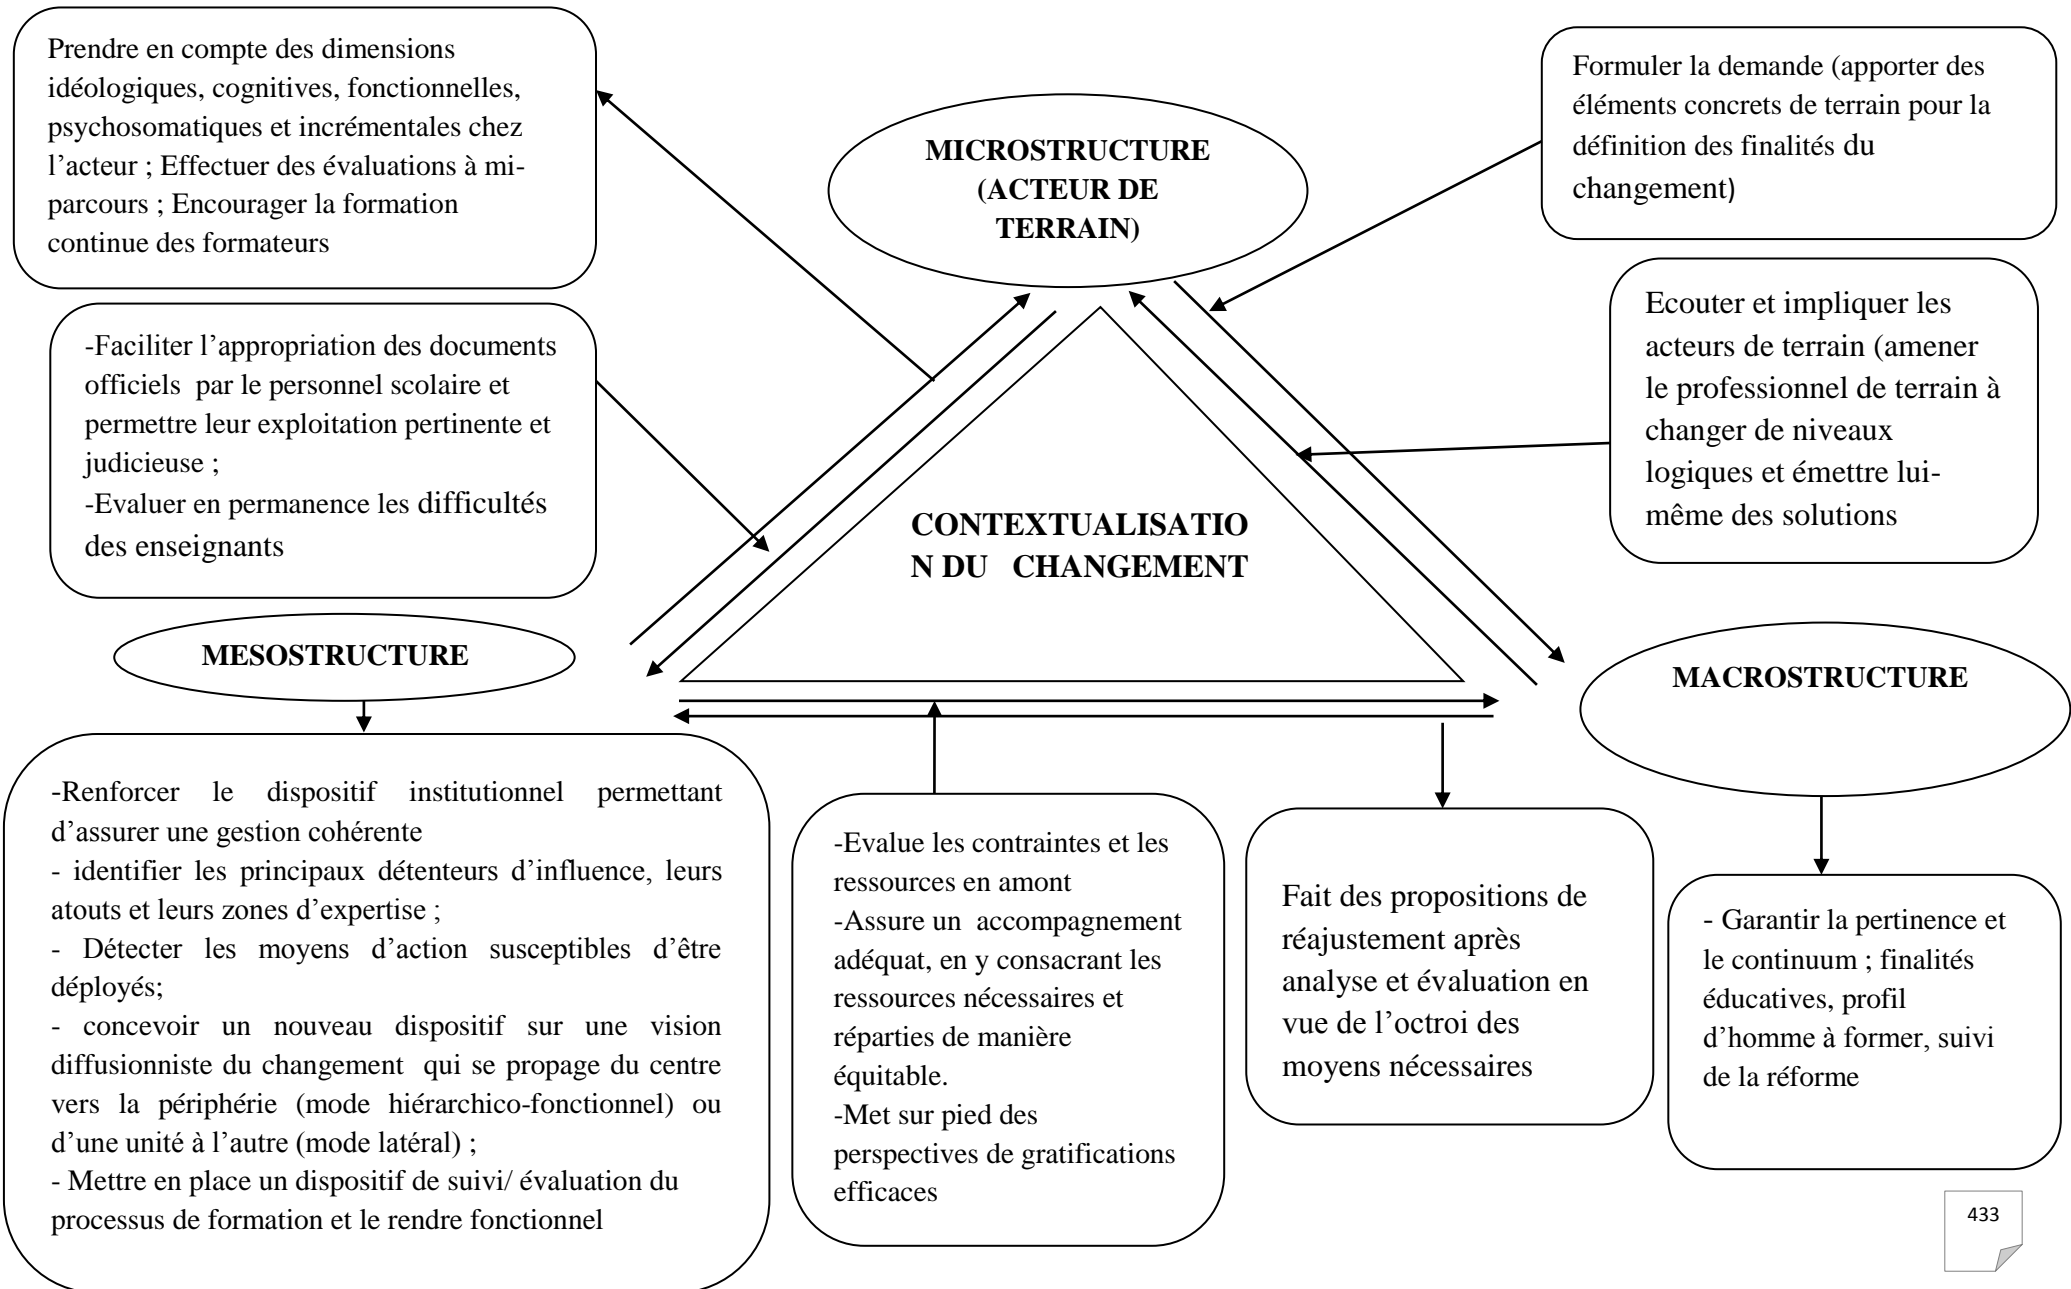 Prendre en compte des dimensions
idéologiques, cognitives, fonctionnelles,
psychosomatiques et incrémentales chez
l’acteur ; Effectuer des évaluations à mi-
parcours ; Encourager la formation
continue des formateurs
MICROSTRUCTURE
(ACTEUR DE
TERRAIN)
Formuler la demande (apporter des
éléments concrets de terrain pour la
définition des finalités du
changement)
-Faciliter l’appropriation des documents
officiels par le personnel scolaire et
permettre leur exploitation pertinente et
judicieuse ;
-Evaluer en permanence les difficultés
des enseignants
Ecouter et impliquer les
acteurs de terrain (amener
le professionnel de terrain à
changer de niveaux
logiques et émettre lui-
même des solutions
CONTEXTUALISATIO
N DU CHANGEMENT
MESOSTRUCTURE
MACROSTRUCTURE
-Renforcer le dispositif institutionnel permettant
d’assurer une gestion cohérente
- identifier les principaux détenteurs d’influence, leurs
atouts et leurs zones d’expertise ;
- Détecter les moyens d’action susceptibles d’être
déployés;
- concevoir un nouveau dispositif sur une vision
diffusionniste du changement qui se propage du centre
vers la périphérie (mode hiérarchico-fonctionnel) ou
d’une unité à l’autre (mode latéral) ;
- Mettre en place un dispositif de suivi/ évaluation du
processus de formation et le rendre fonctionnel
-Evalue les contraintes et les
ressources en amont
-Assure un accompagnement
adéquat, en y consacrant les
ressources nécessaires et
réparties de manière
équitable.
-Met sur pied des
perspectives de gratifications
efficaces
Fait des propositions de
réajustement après
analyse et évaluation en
vue de l’octroi des
moyens nécessaires
- Garantir la pertinence et
le continuum ; finalités
éducatives, profil
d’homme à former, suivi
de la réforme
433